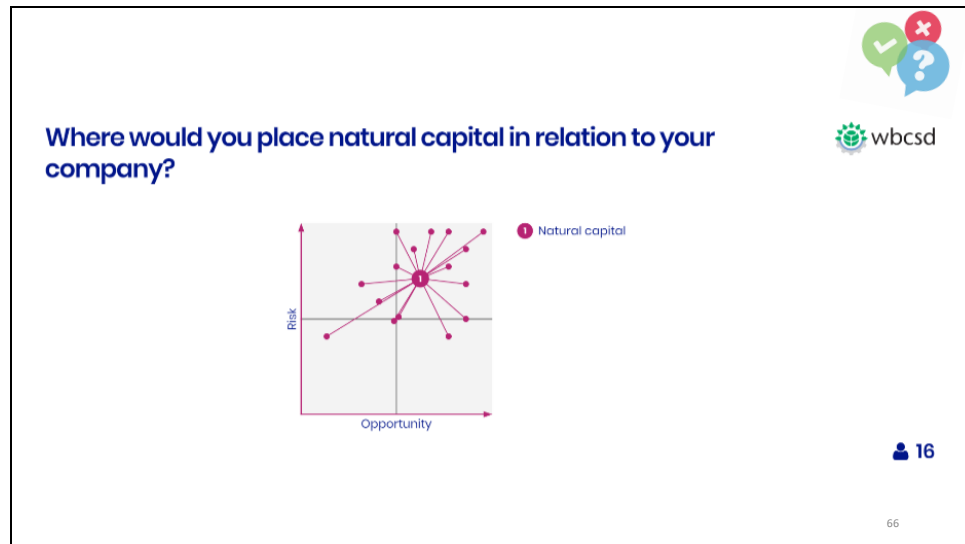 Where would you place natural capital in relation to your
company?
wbcsd
1 Natural capital
1
Risk
Opportunity
16
66